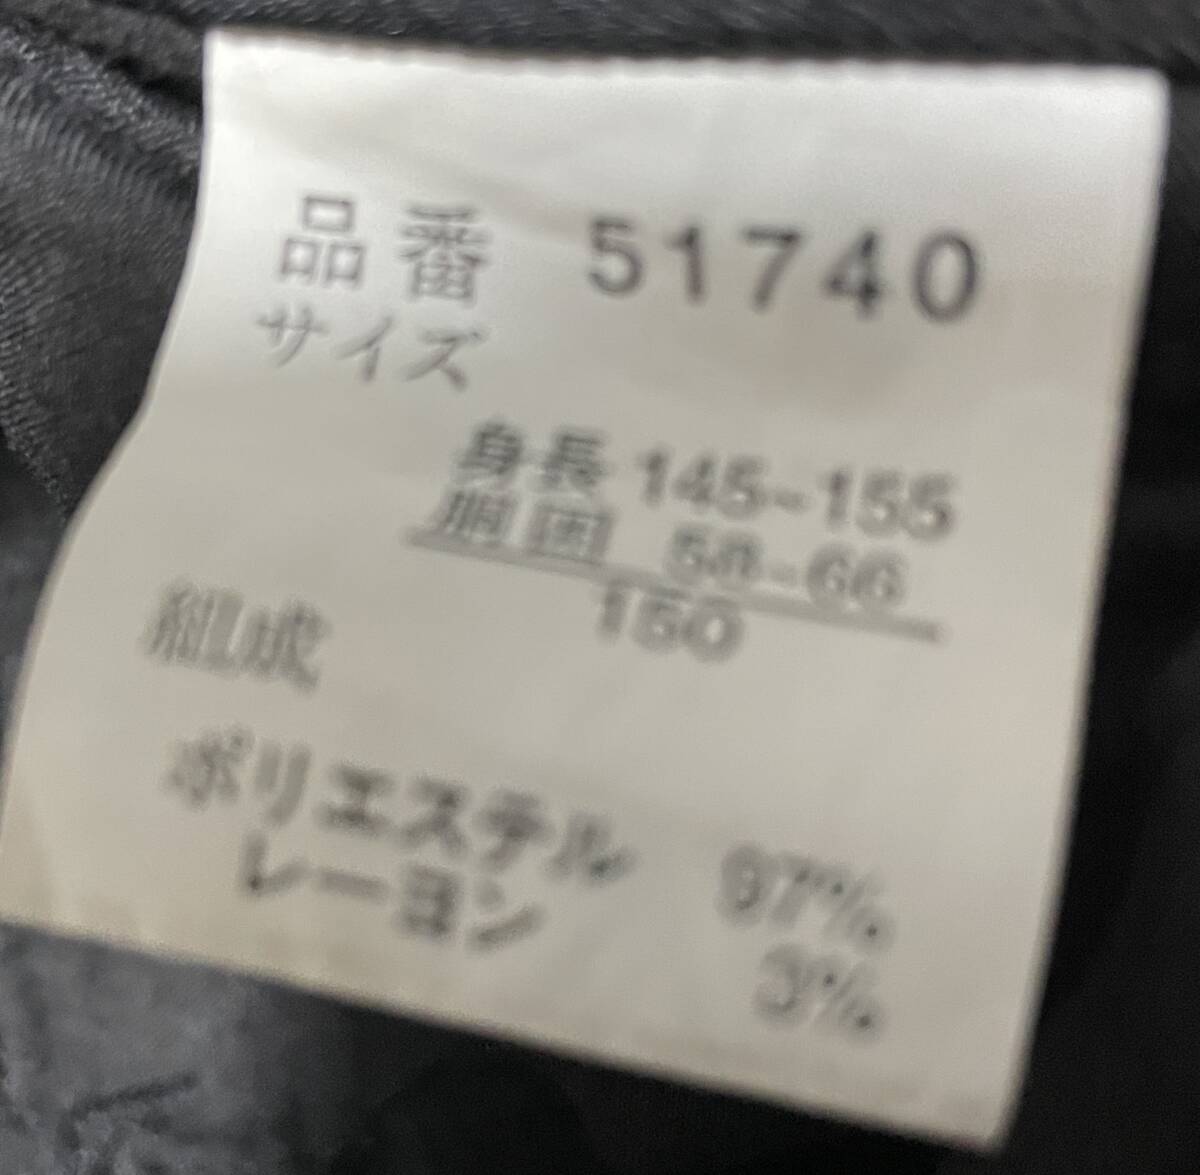 品番 51740
サイズ
身長 145-155
胴囲 58-66
150
組成
ポリエステル 97%
レーヨン 3%